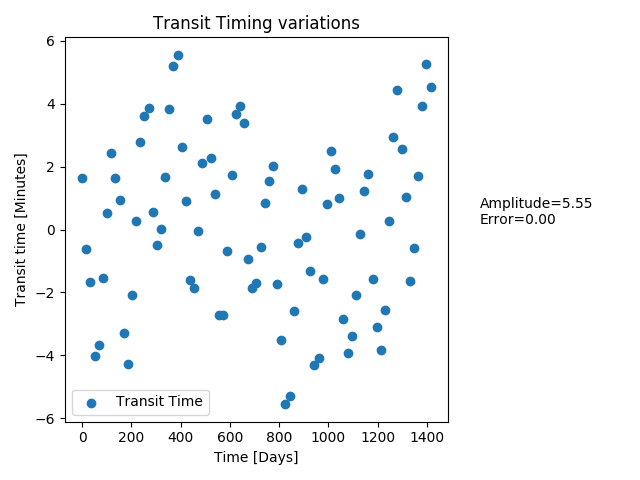 Transit Timing variations
6
4
2
0
−2
−4
−6
Transit time [Minutes]
Transit Time
0
200
400
600
800
1000
1200
1400
Time [Days]
Amplitude=5.55
Error=0.00